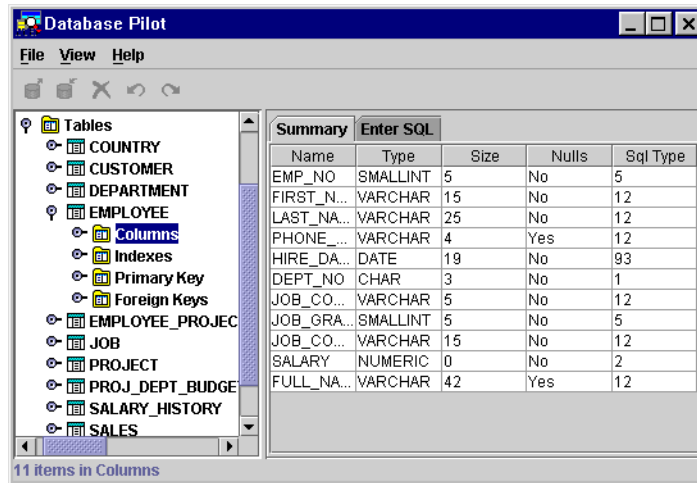 Database Pilot
File View Help
Tables
COUNTRY
CUSTOMER
DEPARTMENT
EMPLOYEE
Columns
Indexes
Primary Key
Foreign Keys
EMPLOYEE_PROJEC
JOB
PROJECT
PROJ_DEPT_BUDGE
SALARY_HISTORY
SALES
Summary Enter SQL
Name Type Size Nulls Sql Type
EMP_NO SMALLINT 5 No 5
FIRST_N... VARCHAR 15 No 12
LAST_NA... VARCHAR 25 No 12
PHONE_... VARCHAR 4 Yes 12
HIRE_DA... DATE 19 No 93
DEPT_NO CHAR 3 No 1
JOB_CO... VARCHAR 5 No 12
JOB_GRA... SMALLINT 5 No 5
JOB_CO... VARCHAR 15 No 12
SALARY NUMERIC 0 No 2
FULL_NA... VARCHAR 42 Yes 12
11 items in Columns